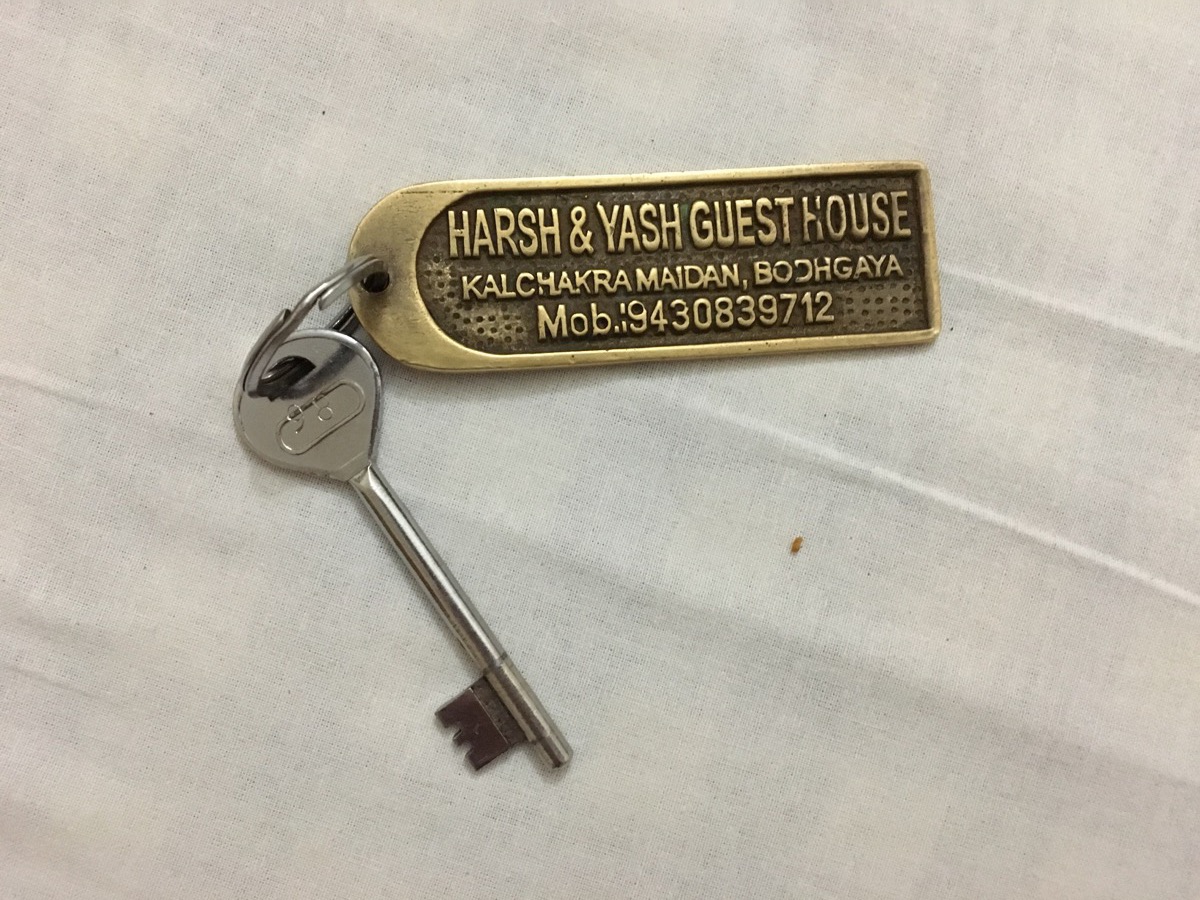 HARSH & YASH GUEST HOUSE
KALCHAKRA MAIDAN, BODHGAYA
Mob.:9430839712